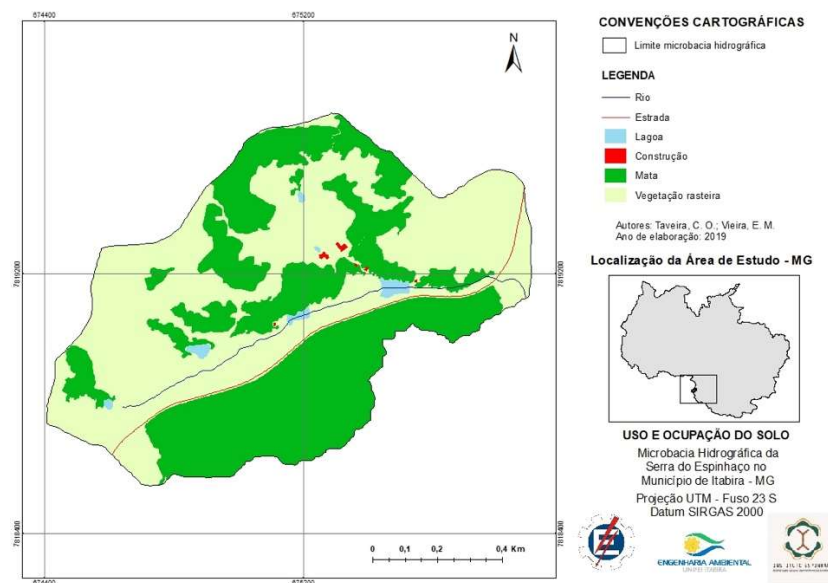 674400
675200
7819200
7819200
7818400
7818400
674400
675200
N
0 0,1 0,2 0,4 Km
CONVENÇÕES CARTOGRÁFICAS
Limite microbacia hidrográfica
LEGENDA
Rio
Estrada
Lagoa
Construção
Mata
Vegetação rasteira
Autores: Taveira, C. O.; Vieira, E. M.
Ano de elaboração: 2019
Localização da Área de Estudo - MG
USO E OCUPAÇÃO DO SOLO
Microbacia Hidrográfica da
Serra do Espinhaço no
Município de Itabira - MG
Projeção UTM - Fuso 23 S
Datum SIRGAS 2000
ENGENHARIA AMBIENTAL
UNIFEI ITABIRA